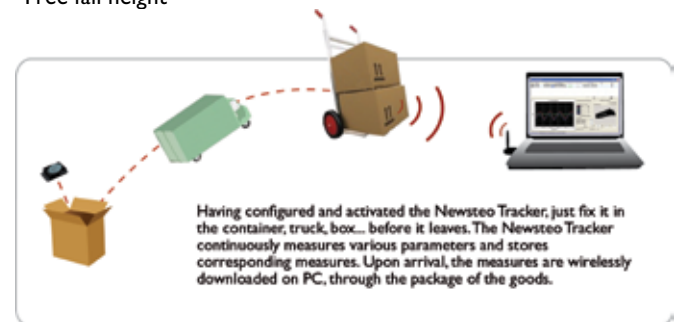 Free fall height
Having configured and activated the Newsteo Tracker, just fix it in
the container, truck, box... before it leaves. The Newsteo Tracker
continuously measures various parameters and stores
corresponding measures. Upon arrival, the measures are wirelessly
downloaded on PC, through the package of the goods.